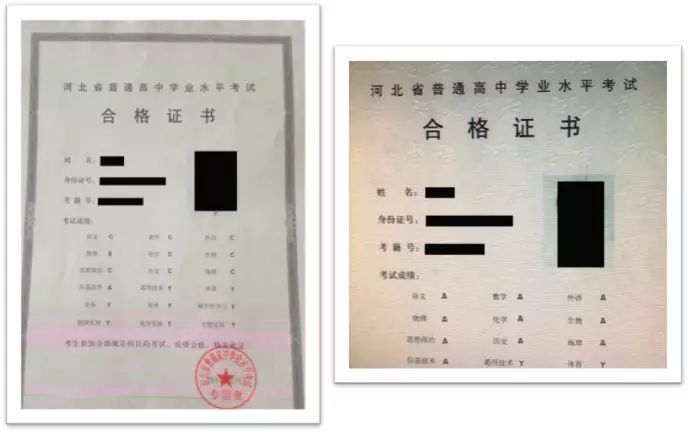 河北省普通高中学业水平考试
合格证书
姓 名:
身份证号:
考籍号:
考试成绩:
语文 C 数学 C 外语 C
物理 B 化学 C 生物 C
思想政治 C 历史 C 地理 C
信息技术 A 通用技术 Y 体育 Y
音乐 Y 美术 Y 研究性学习 Y
物理实验 Y 化学实验 Y 生物实验 Y
考生参加全部规定科目的考试，成绩合格，特发此证
河北省普通高中学业水平考试
合格证书
姓 名:
身份证号:
考籍号:
考试成绩:
语文 A 数学 A 外语 A
物理 A 化学 A 生物 A
思想政治 A 历史 A 地理 A
信息技术 A 通用技术 Y 体育 Y